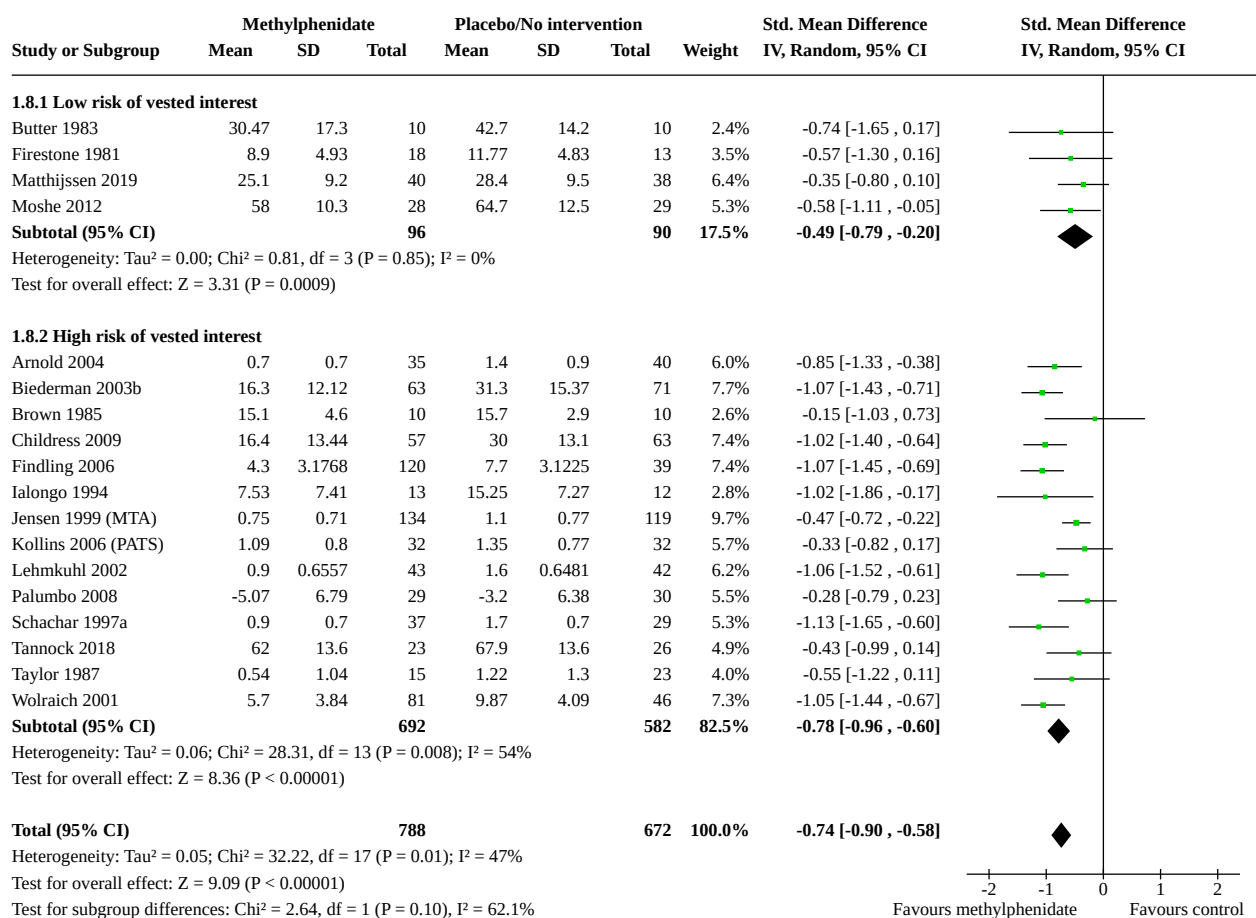 Methylphenidate Placebo/No intervention Std. Mean Difference Std. Mean Difference
Study or Subgroup Mean SD Total Mean SD Total Weight IV, Random, 95% CI IV, Random, 95% CI
1.8.1 Low risk of vested interest
Butter 1983 30.47 17.3 10 42.7 14.2 10 2.4% -0.74 [-1.65 , 0.17]
Firestone 1981 8.9 4.93 18 11.77 4.83 13 3.5% -0.57 [-1.30 , 0.16]
Matthijssen 2019 25.1 9.2 40 28.4 9.5 38 6.4% -0.35 [-0.80 , 0.10]
Moshe 2012 58 10.3 28 64.7 12.5 29 5.3% -0.58 [-1.11 , -0.05]
Subtotal (95% CI) 96 90 17.5% -0.49 [-0.79 , -0.20]
Heterogeneity: Tau² = 0.00; Chi² = 0.81, df = 3 (P = 0.85); I² = 0%
Test for overall effect: Z = 3.31 (P = 0.0009)
1.8.2 High risk of vested interest
Arnold 2004 0.7 0.7 35 1.4 0.9 40 6.0% -0.85 [-1.33 , -0.38]
Biederman 2003b 16.3 12.12 63 31.3 15.37 71 7.7% -1.07 [-1.43 , -0.71]
Brown 1985 15.1 4.6 10 15.7 2.9 10 2.6% -0.15 [-1.03 , 0.73]
Childress 2009 16.4 13.44 57 30 13.1 63 7.4% -1.02 [-1.40 , -0.64]
Findling 2006 4.3 3.1768 120 7.7 3.1225 39 7.4% -1.07 [-1.45 , -0.69]
Ialongo 1994 7.53 7.41 13 15.25 7.27 12 2.8% -1.02 [-1.86 , -0.17]
Jensen 1999 (MTA) 0.75 0.71 134 1.1 0.77 119 9.7% -0.47 [-0.72 , -0.22]
Kollins 2006 (PATS) 1.09 0.8 32 1.35 0.77 32 5.7% -0.33 [-0.82 , 0.17]
Lehmkuhl 2002 0.9 0.6557 43 1.6 0.6481 42 6.2% -1.06 [-1.52 , -0.61]
Palumbo 2008 -5.07 6.79 29 -3.2 6.38 30 5.5% -0.28 [-0.79 , 0.23]
Schachar 1997a 0.9 0.7 37 1.7 0.7 29 5.3% -1.13 [-1.65 , -0.60]
Tannock 2018 62 13.6 23 67.9 13.6 26 4.9% -0.43 [-0.99 , 0.14]
Taylor 1987 0.54 1.04 15 1.22 1.3 23 4.0% -0.55 [-1.22 , 0.11]
Wolraich 2001 5.7 3.84 81 9.87 4.09 46 7.3% -1.05 [-1.44 , -0.67]
Subtotal (95% CI) 692 582 82.5% -0.78 [-0.96 , -0.60]
Heterogeneity: Tau² = 0.06; Chi² = 28.31, df = 13 (P = 0.008); I² = 54%
Test for overall effect: Z = 8.36 (P < 0.00001)
Total (95% CI) 788 672 100.0% -0.74 [-0.90 , -0.58]
Heterogeneity: Tau² = 0.05; Chi² = 32.22, df = 17 (P = 0.01); I² = 47%
Test for overall effect: Z = 9.09 (P < 0.00001)
-2 -1 0 1 2
Test for subgroup differences: Chi² = 2.64, df = 1 (P = 0.10), I² = 62.1% Favours methylphenidate Favours control